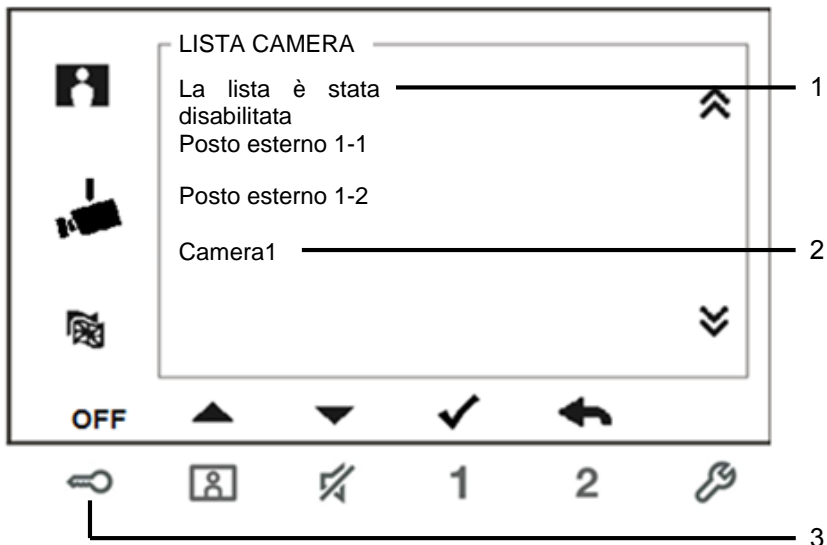 LISTA CAMERA
La lista è stata
disabilitata
Posto esterno 1-1
Posto esterno 1-2
Camera1
OFF
1 2
1
2
3